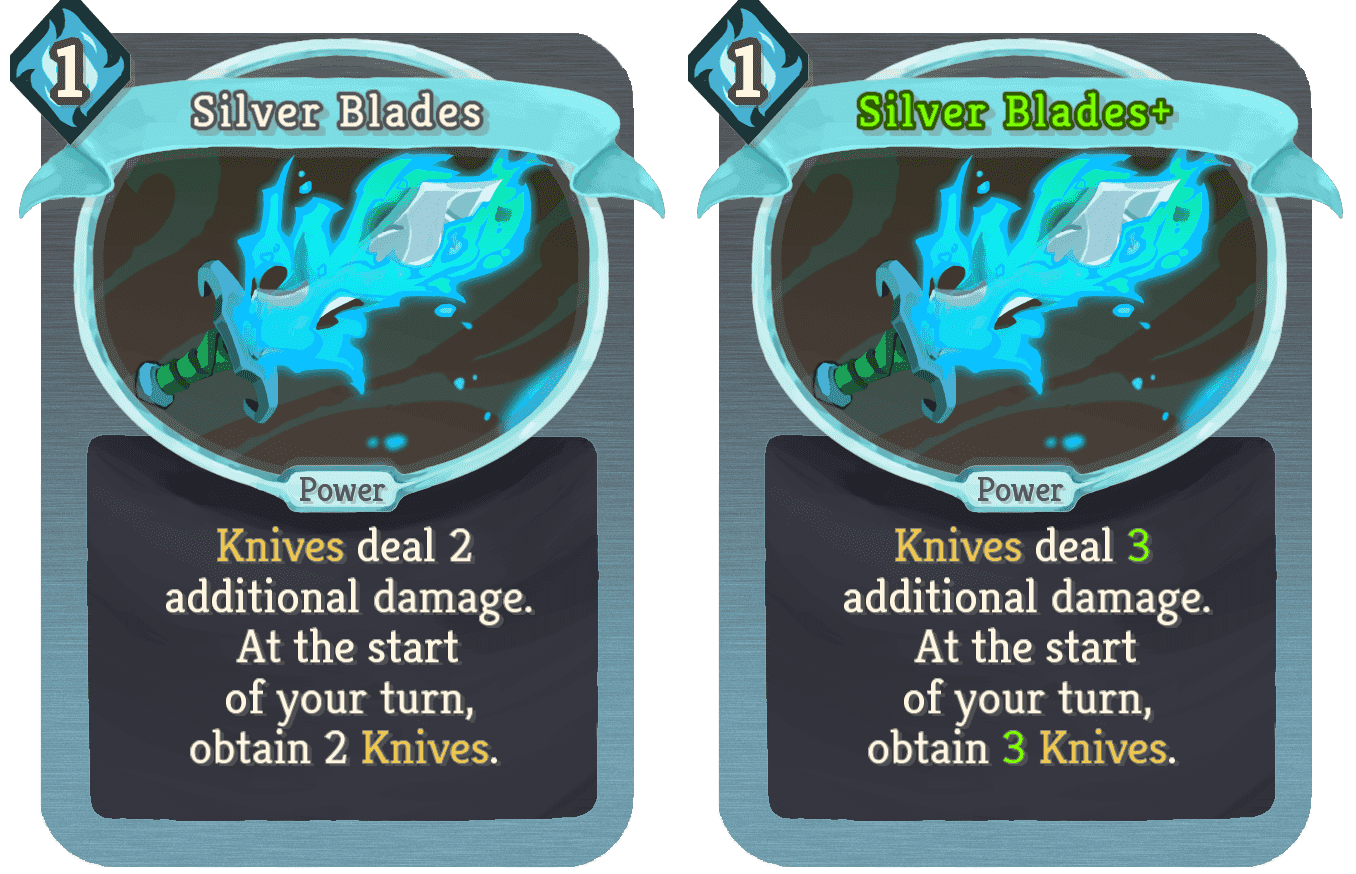 1
Silver Blades
Power
Knives deal 2
additional damage.
At the start
of your turn,
obtain 2 Knives.
1
Silver Blades+
Power
Knives deal 3
additional damage.
At the start
of your turn,
obtain 3 Knives.